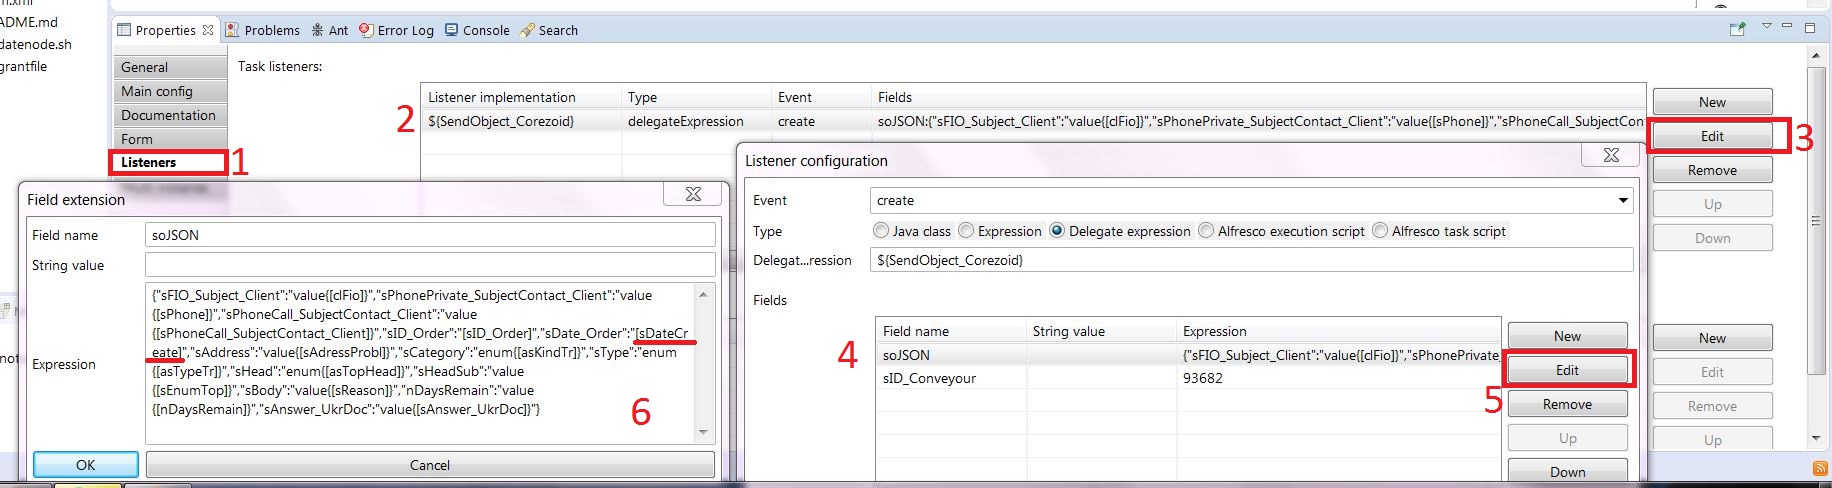 n.xml
ADME.md
datenode.sh
grantfile
Properties
Problems
Ant
Error Log
Console
Search
General
Main config
Documentation
Form
Listeners
1
Task listeners:
2
Listener implementation Type Event Fields
${SendObject_Corezoid} delegateExpression create soJSON:{"sFIO_Subject_Client":"value{[clFio]}","sPhonePrivate_SubjectContact_Client":"value{[sPhone]}","sPhoneCall_SubjectCont
New
Edit
3
Remove
Up
Down
Field extension
Field name soJSON
String value
Expression
{"sFIO_Subject_Client":"value{[clFio]}","sPhonePrivate_SubjectContact_Client":"value
{[sPhone]}","sPhoneCall_SubjectContact_Client":"value
{[sPhoneCall_SubjectContact_Client]}","sID_Order":"[sID_Order]","sDate_Order":"[sDateCr
eate]","sAddress":"value{[sAdressProbl]}","sCategory":"enum{[asKindTr]}","sType":"enum
{[asTypeTr]}","sHead":"enum{[asTopHead]}","sHeadSub":"value
{[sEnumTop]}","sBody":"value{[sReason]}","nDaysRemain":"value
{[nDaysRemain]}","sAnswer_UkrDoc":"value{[sAnswer_UkrDoc]}"}
6
OK
Cancel
Listener configuration
Event create
Type Java class Expression Delegate expression Alfresco execution script Alfresco task script
Delegat...ression ${SendObject_Corezoid}
Fields
4
Field name String value Expression
soJSON {"sFIO_Subject_Client":"value{[clFio]}","sPhonePrivate
sID_Conveyour 93682
New
Edit
5
Remove
Up
Down
New
Edit
Remove
Up